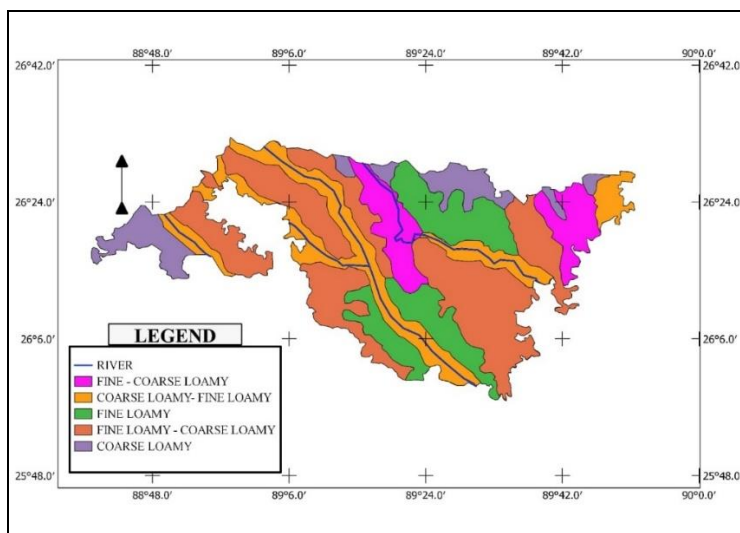 88°48.0' 89°6.0' 89°24.0' 89°42.0' 90°0.0'
26°42.0' 26°42.0'
26°24.0' 26°24.0'
26°6.0' 26°6.0'
LEGEND
RIVER
FINE - COARSE LOAMY
COARSE LOAMY- FINE LOAMY
FINE LOAMY
FINE LOAMY - COARSE LOAMY
COARSE LOAMY
25°48.0' 25°48.0'
88°48.0' 89°6.0' 89°24.0' 89°42.0' 90°0.0'